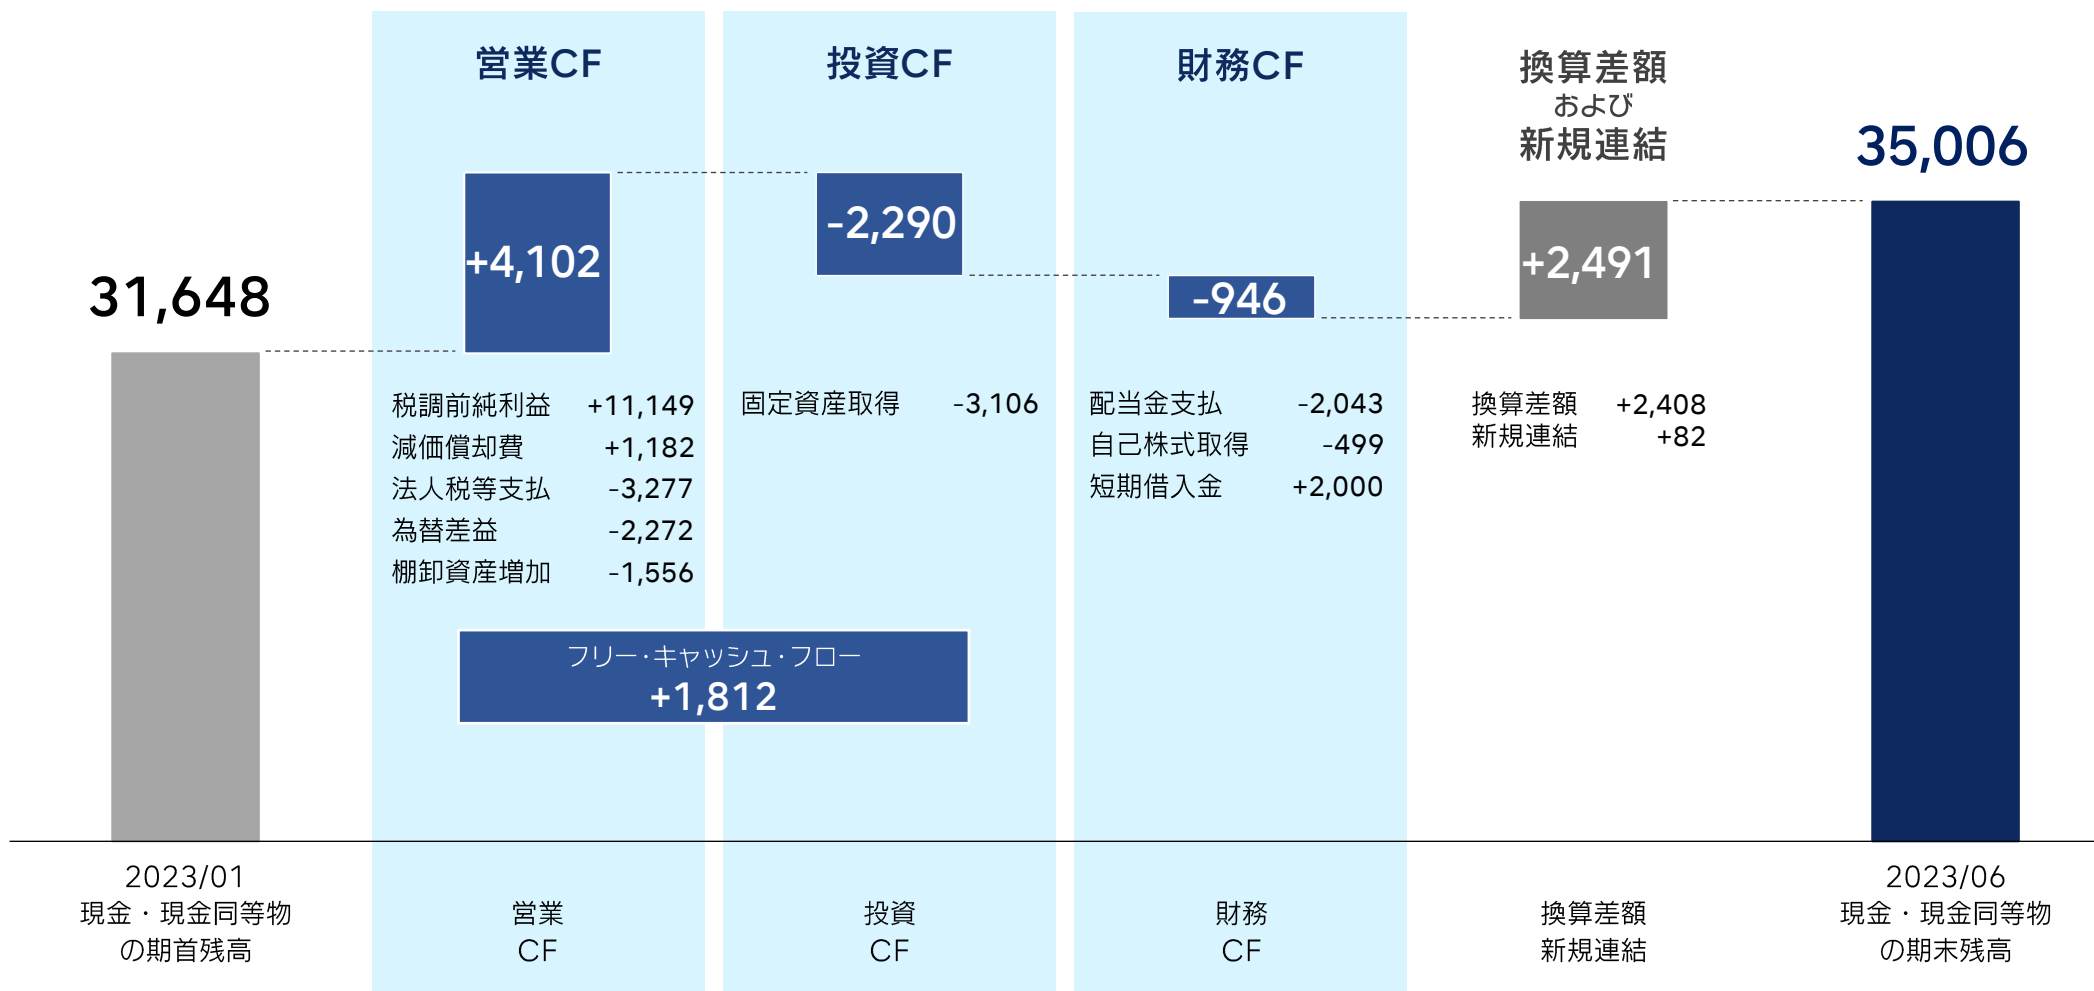 営業CF
投資CF
財務CF
換算差額
および
新規連結
31,648
+4,102
-2,290
-946
+2,491
35,006
税調前純利益 +11,149
減価償却費 +1,182
法人税等支払 -3,277
為替差益 -2,272
棚卸資産増加 -1,556
固定資産取得 -3,106
配当金支払 -2,043
自己株式取得 -499
短期借入金 +2,000
換算差額 +2,408
新規連結 +82
フリー・キャッシュ・フロー
+1,812
2023/01
現金・現金同等物
の期首残高
営業
CF
投資
CF
財務
CF
換算差額
新規連結
2023/06
現金・現金同等物
の期末残高